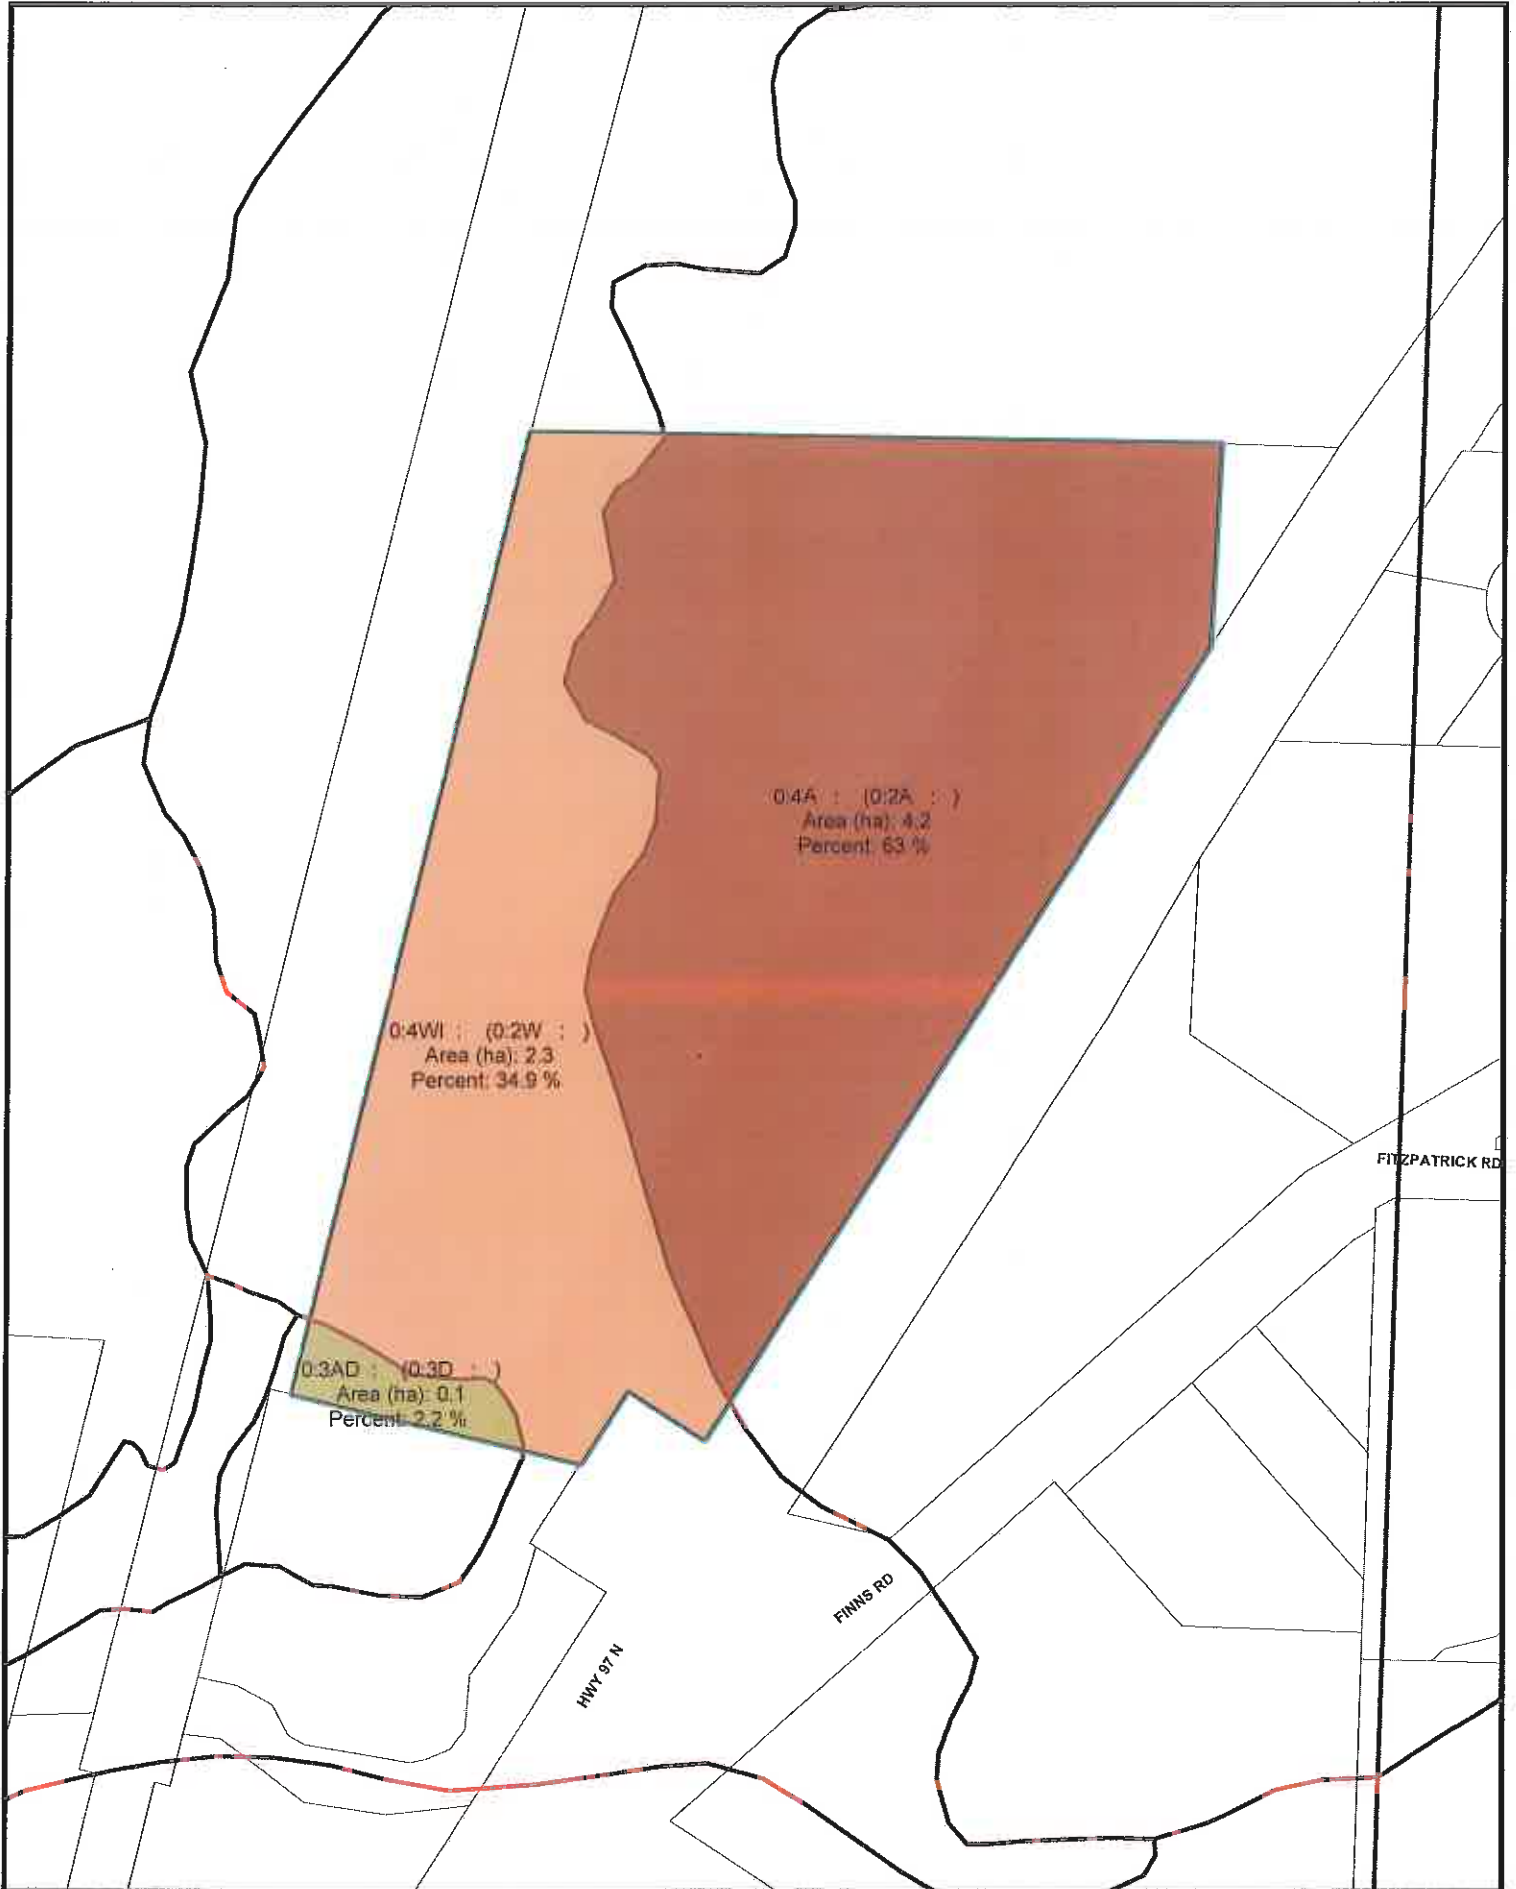 0:4A : (0:2A : )
Area (ha): 4.2
Percent: 63 %
0:4WI : (0:2W : )
Area (ha): 2.3
Percent: 34.9 %
FITZPATRICK RD
0:3AD : (0:3D : )
Area (ha): 0.1
Percent: 2.2 %
FINNS RD
HWY 97 N